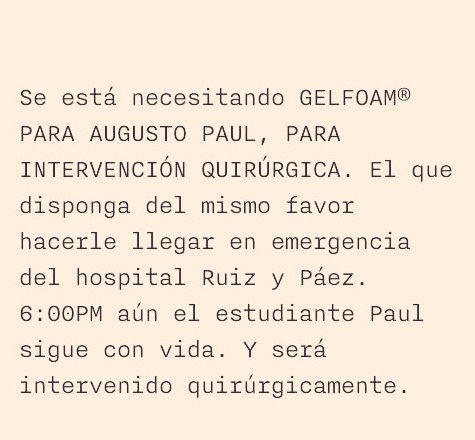 Se está necesitando GELFOAM®
PARA AUGUSTO PAUL, PARA
INTERVENCIÓN QUIRÚRGICA. El que
disponga del mismo favor
hacerle llegar en emergencia
del hospital Ruiz y Páez.
6:00PM aún el estudiante Paul
sigue con vida. Y será
intervenido quirúrgicamente.